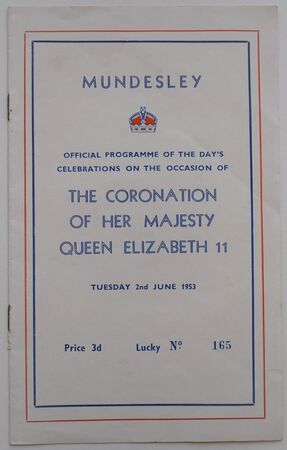 MUNDESLEY
OFFICIAL PROGRAMME OF THE DAY'S
CELEBRATIONS ON THE OCCASION OF
THE CORONATION
OF HER MAJESTY
QUEEN ELIZABETH 11
TUESDAY 2nd JUNE 1953
Price 3d Lucky Nº 165